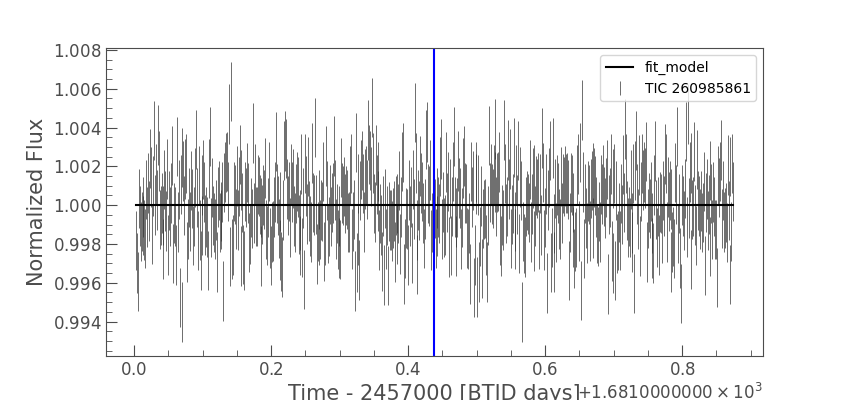 1.008
1.006
1.004
1.002
1.000
0.998
0.996
0.994
Normalized Flux
fit_model
TIC 260985861
0.0
0.2
0.4
0.6
0.8
Time - 2457000 [BTJD days]
+1.6810000000 × 10³